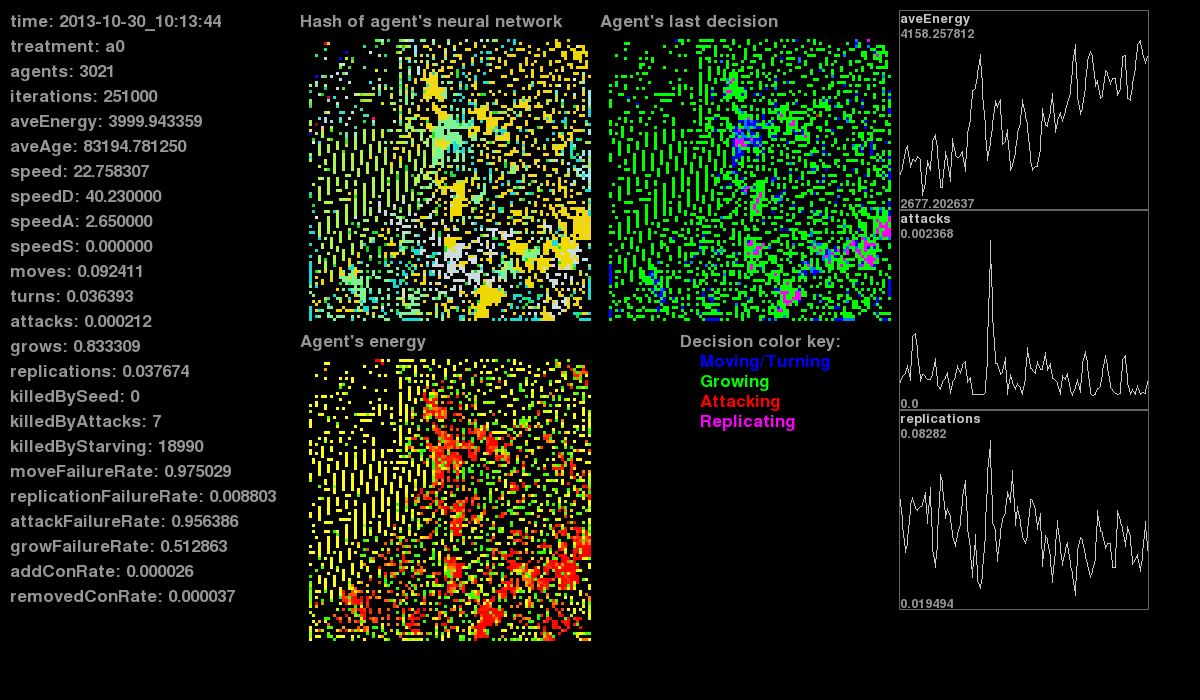 time: 2013-10-30_10:13:44
treatment: a0
agents: 3021
iterations: 251000
aveEnergy: 3999.943359
aveAge: 83194.781250
speed: 22.758307
speedD: 40.230000
speedA: 2.650000
speedS: 0.000000
moves: 0.092411
turns: 0.036393
attacks: 0.000212
grows: 0.833309
replications: 0.037674
killedBySeed: 0
killedByAttacks: 7
killedByStarving: 18990
moveFailureRate: 0.975029
replicationFailureRate: 0.008803
attackFailureRate: 0.956386
growFailureRate: 0.512863
addConRate: 0.000026
removedConRate: 0.000037
Hash of agent's neural network
Agent's last decision
Agent's energy
Decision color key:
Moving/Turning
Growing
Attacking
Replicating
aveEnergy
4158.257812
2677.202637
attacks
0.002368
0.0
replications
0.08282
0.019494